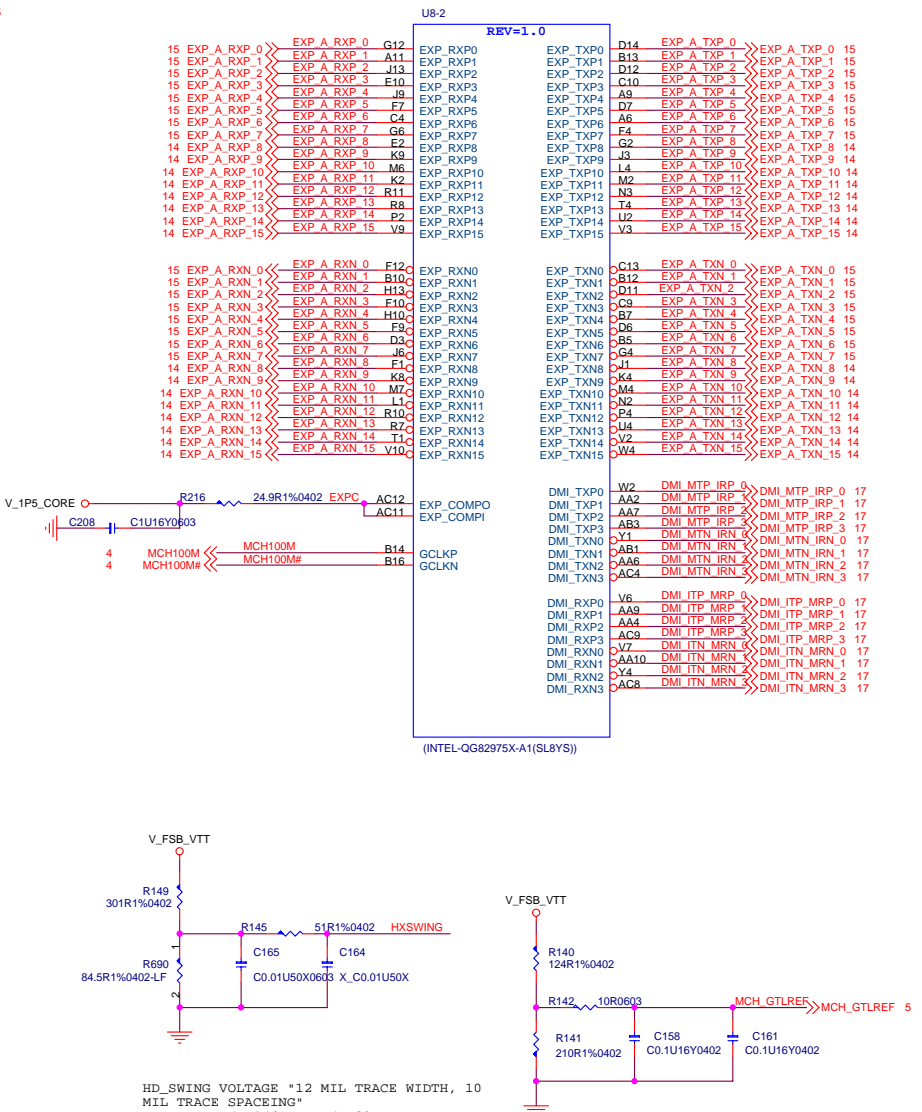 U8-2
REV=1.0
15 EXP_A_RXP_0 EXP_A_RXP_0 G12 EXP_RXP0 EXP_TXP0 D14 EXP_A_TXP_0 EXP_A_TXP_0 15
15 EXP_A_RXP_1 EXP_A_RXP_1 A11 EXP_RXP1 EXP_TXP1 B13 EXP_A_TXP_1 EXP_A_TXP_1 15
15 EXP_A_RXP_2 EXP_A_RXP_2 J13 EXP_RXP2 EXP_TXP2 D12 EXP_A_TXP_2 EXP_A_TXP_2 15
15 EXP_A_RXP_3 EXP_A_RXP_3 E10 EXP_RXP3 EXP_TXP3 C10 EXP_A_TXP_3 EXP_A_TXP_3 15
15 EXP_A_RXP_4 EXP_A_RXP_4 J9 EXP_RXP4 EXP_TXP4 A9 EXP_A_TXP_4 EXP_A_TXP_4 15
15 EXP_A_RXP_5 EXP_A_RXP_5 F7 EXP_RXP5 EXP_TXP5 D7 EXP_A_TXP_5 EXP_A_TXP_5 15
15 EXP_A_RXP_6 EXP_A_RXP_6 C4 EXP_RXP6 EXP_TXP6 A6 EXP_A_TXP_6 EXP_A_TXP_6 15
15 EXP_A_RXP_7 EXP_A_RXP_7 G6 EXP_RXP7 EXP_TXP7 F4 EXP_A_TXP_7 EXP_A_TXP_7 15
14 EXP_A_RXP_8 EXP_A_RXP_8 E2 EXP_RXP8 EXP_TXP8 G2 EXP_A_TXP_8 EXP_A_TXP_8 14
14 EXP_A_RXP_9 EXP_A_RXP_9 K9 EXP_RXP9 EXP_TXP9 J3 EXP_A_TXP_9 EXP_A_TXP_9 14
14 EXP_A_RXP_10 EXP_A_RXP_10 M6 EXP_RXP10 EXP_TXP10 L4 EXP_A_TXP_10 EXP_A_TXP_10 14
14 EXP_A_RXP_11 EXP_A_RXP_11 K2 EXP_RXP11 EXP_TXP11 M2 EXP_A_TXP_11 EXP_A_TXP_11 14
14 EXP_A_RXP_12 EXP_A_RXP_12 R11 EXP_RXP12 EXP_TXP12 N3 EXP_A_TXP_12 EXP_A_TXP_12 14
14 EXP_A_RXP_13 EXP_A_RXP_13 R8 EXP_RXP13 EXP_TXP13 T4 EXP_A_TXP_13 EXP_A_TXP_13 14
14 EXP_A_RXP_14 EXP_A_RXP_14 P2 EXP_RXP14 EXP_TXP14 U2 EXP_A_TXP_14 EXP_A_TXP_14 14
14 EXP_A_RXP_15 EXP_A_RXP_15 V9 EXP_RXP15 EXP_TXP15 V3 EXP_A_TXP_15 EXP_A_TXP_15 14
15 EXP_A_RXN_0 EXP_A_RXN_0 F12 EXP_RXN0 EXP_TXN0 C13 EXP_A_TXN_0 EXP_A_TXN_0 15
15 EXP_A_RXN_1 EXP_A_RXN_1 B10 EXP_RXN1 EXP_TXN1 B12 EXP_A_TXN_1 EXP_A_TXN_1 15
15 EXP_A_RXN_2 EXP_A_RXN_2 H13 EXP_RXN2 EXP_TXN2 D11 EXP_A_TXN_2 EXP_A_TXN_2 15
15 EXP_A_RXN_3 EXP_A_RXN_3 F10 EXP_RXN3 EXP_TXN3 C9 EXP_A_TXN_3 EXP_A_TXN_3 15
15 EXP_A_RXN_4 EXP_A_RXN_4 H10 EXP_RXN4 EXP_TXN4 B7 EXP_A_TXN_4 EXP_A_TXN_4 15
15 EXP_A_RXN_5 EXP_A_RXN_5 F9 EXP_RXN5 EXP_TXN5 D6 EXP_A_TXN_5 EXP_A_TXN_5 15
15 EXP_A_RXN_6 EXP_A_RXN_6 D3 EXP_RXN6 EXP_TXN6 B5 EXP_A_TXN_6 EXP_A_TXN_6 15
15 EXP_A_RXN_7 EXP_A_RXN_7 J6 EXP_RXN7 EXP_TXN7 G4 EXP_A_TXN_7 EXP_A_TXN_7 15
14 EXP_A_RXN_8 EXP_A_RXN_8 F1 EXP_RXN8 EXP_TXN8 J1 EXP_A_TXN_8 EXP_A_TXN_8 14
14 EXP_A_RXN_9 EXP_A_RXN_9 K8 EXP_RXN9 EXP_TXN9 K4 EXP_A_TXN_9 EXP_A_TXN_9 14
14 EXP_A_RXN_10 EXP_A_RXN_10 M7 EXP_RXN10 EXP_TXN10 M4 EXP_A_TXN_10 EXP_A_TXN_10 14
14 EXP_A_RXN_11 EXP_A_RXN_11 L1 EXP_RXN11 EXP_TXN11 N2 EXP_A_TXN_11 EXP_A_TXN_11 14
14 EXP_A_RXN_12 EXP_A_RXN_12 R10 EXP_RXN12 EXP_TXN12 P4 EXP_A_TXN_12 EXP_A_TXN_12 14
14 EXP_A_RXN_13 EXP_A_RXN_13 R7 EXP_RXN13 EXP_TXN13 U4 EXP_A_TXN_13 EXP_A_TXN_13 14
14 EXP_A_RXN_14 EXP_A_RXN_14 T1 EXP_RXN14 EXP_TXN14 V2 EXP_A_TXN_14 EXP_A_TXN_14 14
14 EXP_A_RXN_15 EXP_A_RXN_15 V10 EXP_RXN15 EXP_TXN15 W4 EXP_A_TXN_15 EXP_A_TXN_15 14
V_1P5_CORE R216 24.9R1%0402 EXPC AC12 EXP_COMPO
AC11 EXP_COMPI
C208 C1U16Y0603
4 MCH100M MCH100M B14 GCLKP
4 MCH100M# MCH100M# B16 GCLKN
DMI_TXP0 W2 DMI_MTP_IRP_0 DMI_MTP_IRP_0 17
DMI_TXP1 AA2 DMI_MTP_IRP_1 DMI_MTP_IRP_1 17
DMI_TXP2 AA7 DMI_MTP_IRP_2 DMI_MTP_IRP_2 17
DMI_TXP3 AB3 DMI_MTP_IRP_3 DMI_MTP_IRP_3 17
DMI_TXN0 Y1 DMI_MTN_IRN_0 DMI_MTN_IRN_0 17
DMI_TXN1 AB1 DMI_MTN_IRN_1 DMI_MTN_IRN_1 17
DMI_TXN2 AA6 DMI_MTN_IRN_2 DMI_MTN_IRN_2 17
DMI_TXN3 AC4 DMI_MTN_IRN_3 DMI_MTN_IRN_3 17
DMI_RXP0 V6 DMI_ITP_MRP_0 DMI_ITP_MRP_0 17
DMI_RXP1 AA9 DMI_ITP_MRP_1 DMI_ITP_MRP_1 17
DMI_RXP2 AA4 DMI_ITP_MRP_2 DMI_ITP_MRP_2 17
DMI_RXP3 AC9 DMI_ITP_MRP_3 DMI_ITP_MRP_3 17
DMI_RXN0 V7 DMI_ITN_MRN_0 DMI_ITN_MRN_0 17
DMI_RXN1 AA10 DMI_ITN_MRN_1 DMI_ITN_MRN_1 17
DMI_RXN2 Y4 DMI_ITN_MRN_2 DMI_ITN_MRN_2 17
DMI_RXN3 AC8 DMI_ITN_MRN_3 DMI_ITN_MRN_3 17
(INTEL-QG82975X-A1(SL8YS))
V_FSB_VTT
R149
301R1%0402
R145 51R1%0402 HXSWING
1
R690
84.5R1%0402-LF
2
C165
C0.01U50X0603
C164
X_C0.01U50X
V_FSB_VTT
R140
124R1%0402
R142 10R0603 MCH_GTLREF MCH_GTLREF 5
R141
210R1%0402
C158
C0.1U16Y0402
C161
C0.1U16Y0402
HD_SWING VOLTAGE "12 MIL TRACE WIDTH, 10
MIL TRACE SPACEING"